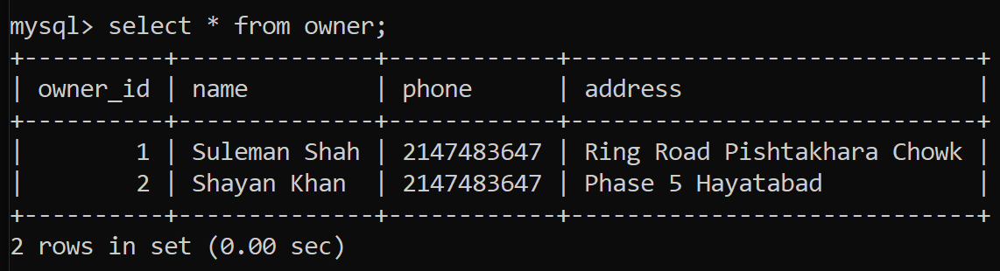 mysql> select * from owner;
+----------+--------------+------------+-----------------------------+
| owner_id | name         | phone      | address                     |
+----------+--------------+------------+-----------------------------+
|        1 | Suleman Shah | 2147483647 | Ring Road Pishtakhara Chowk |
|        2 | Shayan Khan  | 2147483647 | Phase 5 Hayatabad           |
+----------+--------------+------------+-----------------------------+
2 rows in set (0.00 sec)